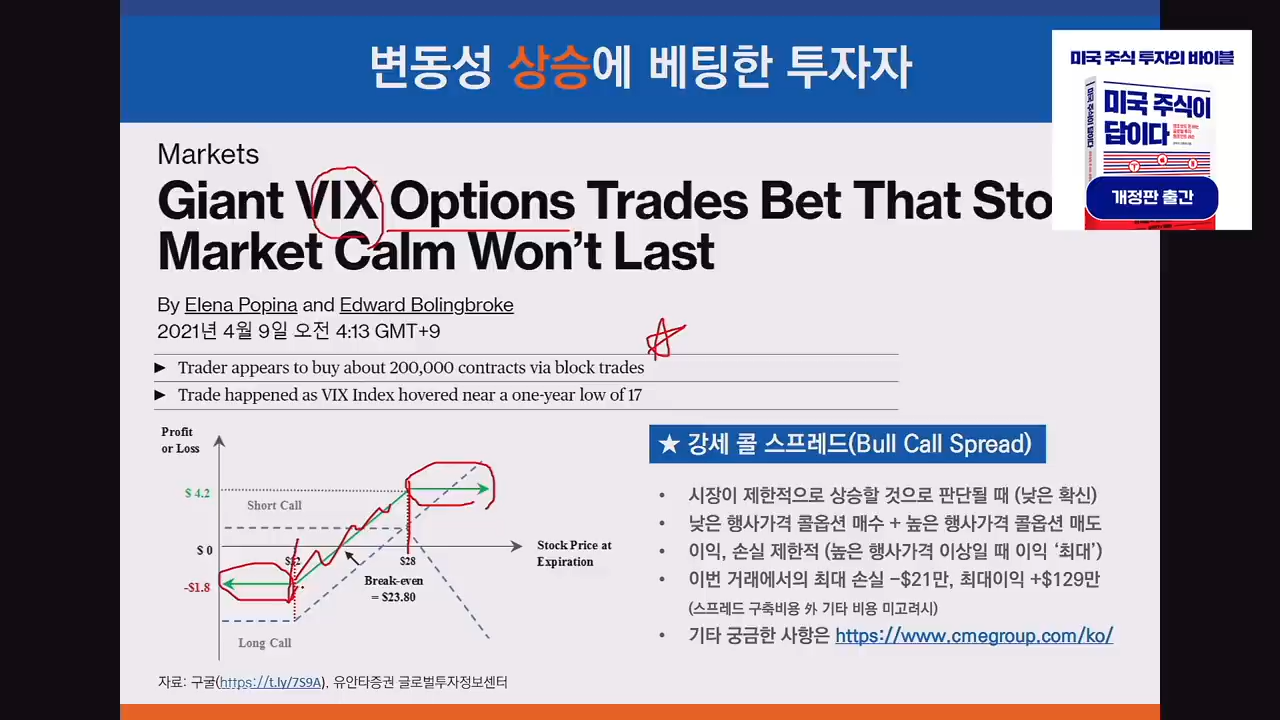 변동성 상승에 베팅한 투자자
미국 주식 투자의 바이블
미국 주식이
답이다
개정판 출간
Markets
Giant VIX Options Trades Bet That Sto
Market Calm Won't Last
By Elena Popina and Edward Bolingbroke
2021년 4월 9일 오전 4:13 GMT+9
► Trader appears to buy about 200,000 contracts via block trades
► Trade happened as VIX Index hovered near a one-year low of 17
Profit
or Loss
$ 4.2
Short Call
$ 0
$28
Stock Price at
Expiration
-$1.8
Break-even
= $23.80
Long Call
★ 강세 콜 스프레드(Bull Call Spread)
• 시장이 제한적으로 상승할 것으로 판단될 때 (낮은 확신)
• 낮은 행사가격 콜옵션 매수 + 높은 행사가격 콜옵션 매도
• 이익, 손실 제한적 (높은 행사가격 이상일 때 이익 '최대')
• 이번 거래에서의 최대 손실 -$21만, 최대이익 +$129만
(스프레드 구축비용 外 기타 비용 미고려시)
• 기타 궁금한 사항은 https://www.cmegroup.com/ko/
자료: 구굴(https://t.ly/7S9A), 유안타증권 글로벌투자정보센터